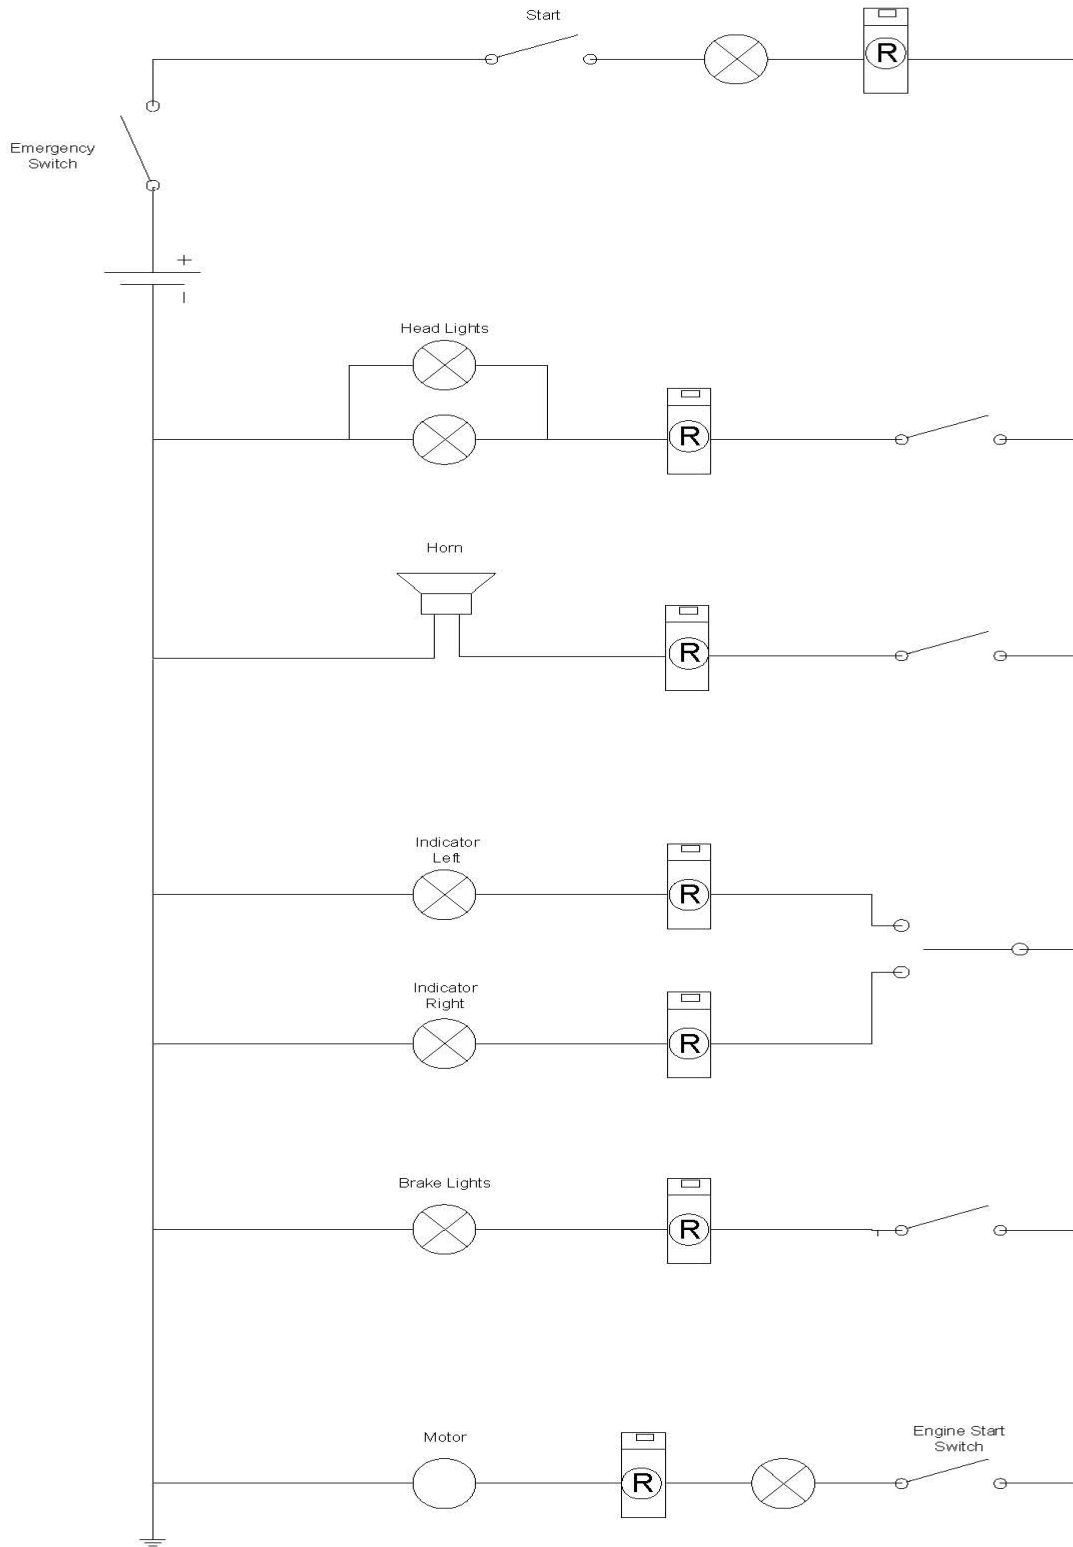 Start
R
Emergency
Switch
+
−
Head Lights
R
Horn
R
Indicator
Left
R
Indicator
Right
R
Brake Lights
R
Motor
R
Engine Start
Switch